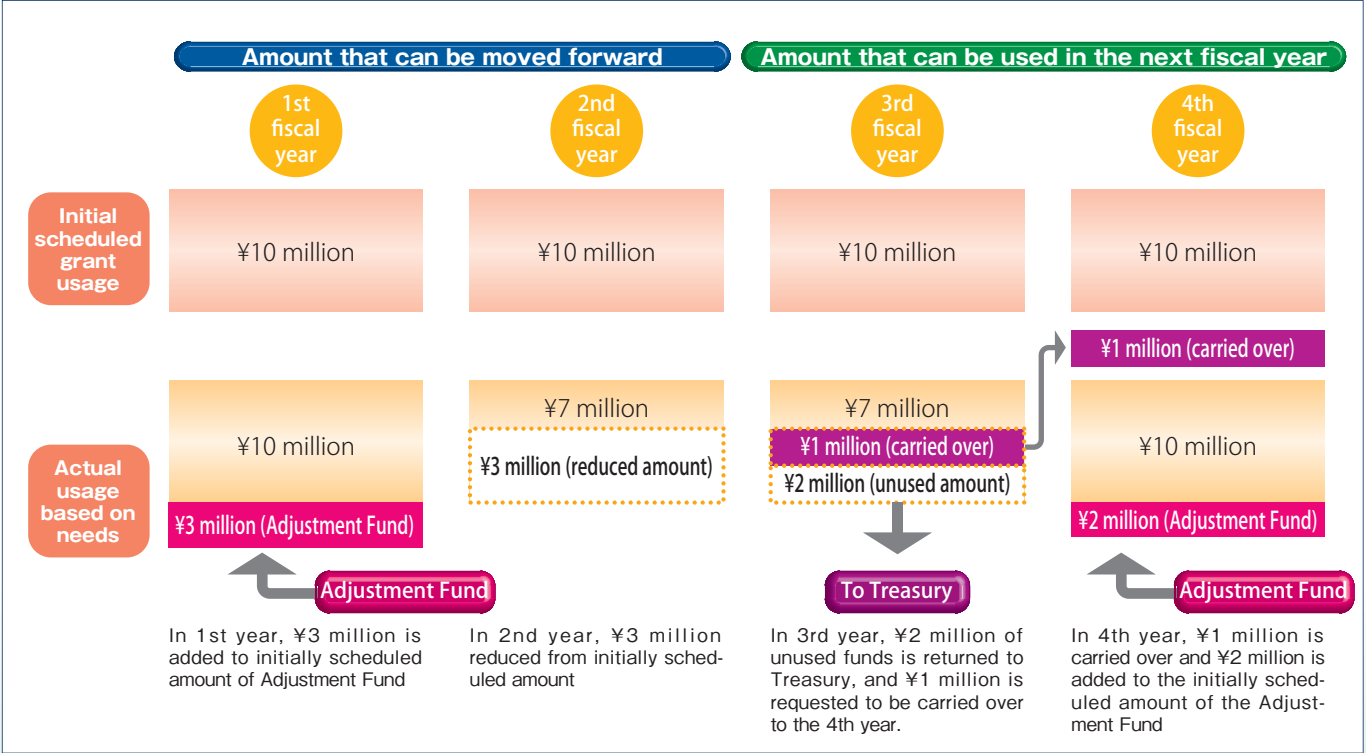 Amount that can be moved forward
Amount that can be used in the next fiscal year
1st
fiscal
year
2nd
fiscal
year
3rd
fiscal
year
4th
fiscal
year
Initial
scheduled
grant
usage
¥10 million
¥10 million
¥10 million
¥10 million
¥1 million (carried over)
Actual
usage
based on
needs
¥10 million
¥3 million (Adjustment Fund)
¥7 million
¥3 million (reduced amount)
¥7 million
¥1 million (carried over)
¥2 million (unused amount)
¥10 million
¥2 million (Adjustment Fund)
Adjustment Fund
To Treasury
Adjustment Fund
In 1st year, ¥3 million is
added to initially scheduled
amount of Adjustment Fund
In 2nd year, ¥3 million
reduced from initially sched-
uled amount
In 3rd year, ¥2 million of
unused funds is returned to
Treasury, and ¥1 million is
requested to be carried over
to the 4th year.
In 4th year, ¥1 million is
carried over and ¥2 million is
added to the initially sched-
uled amount of the Adjust-
ment Fund